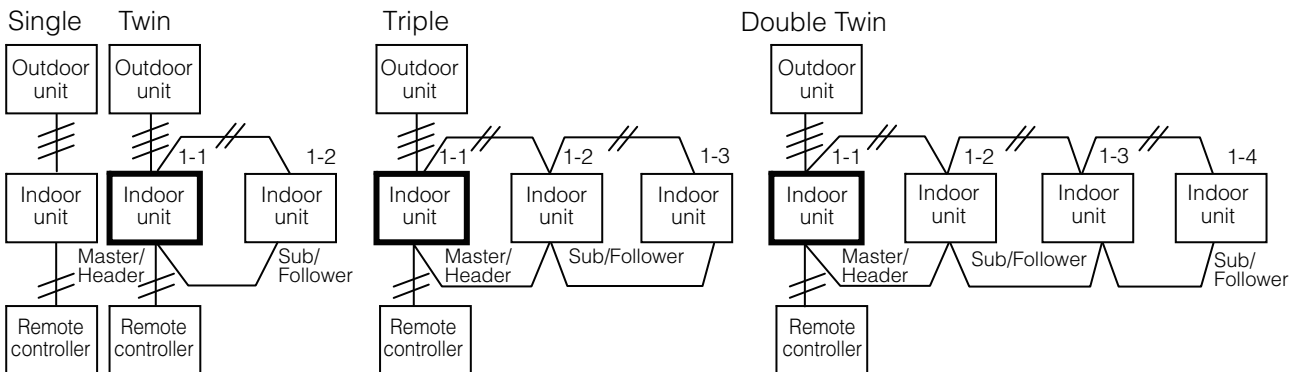 Single
Outdoor
unit
Indoor
unit
Remote
controller
Twin
Outdoor
unit
1-1
1-2
Indoor
unit
Indoor
unit
Master/
Header
Sub/
Follower
Remote
controller
Triple
Outdoor
unit
1-1
1-2
1-3
Indoor
unit
Indoor
unit
Indoor
unit
Master/
Header
Sub/Follower
Remote
controller
Double Twin
Outdoor
unit
1-1
1-2
1-3
1-4
Indoor
unit
Indoor
unit
Indoor
unit
Indoor
unit
Master/
Header
Sub/Follower
Sub/
Follower
Remote
controller